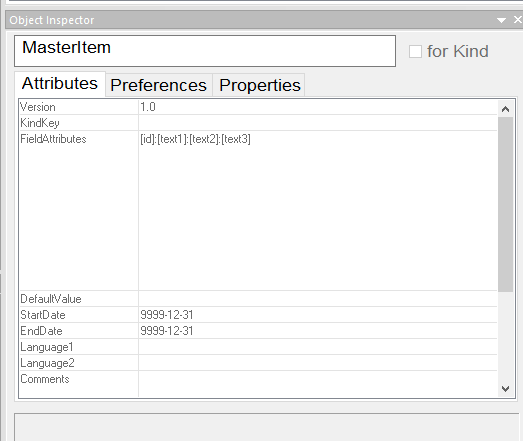 Object Inspector
MasterItem
for Kind
Attributes Preferences Properties
Version 1.0
KindKey
FieldAttributes [id]:[text1]:[text2]:[text3]
DefaultValue
StartDate 9999-12-31
EndDate 9999-12-31
Language1
Language2
Comments